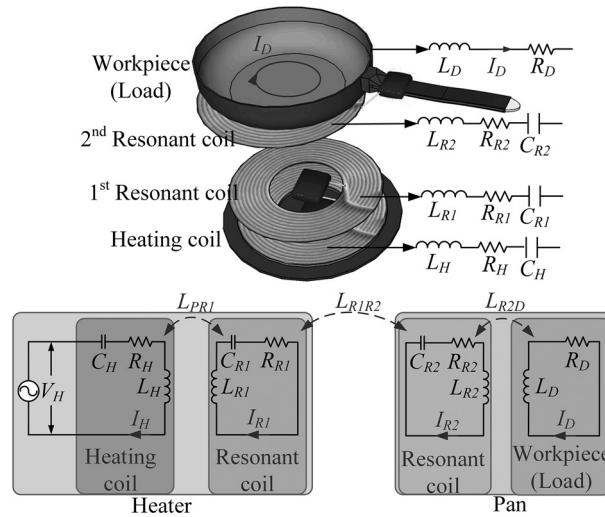 I_D
L_D I_D R_D
Workpiece
(Load)
2nd Resonant coil
L_R2 R_R2 C_R2
1st Resonant coil
L_R1 R_R1 C_R1
Heating coil
L_H R_H C_H
L_PR1 L_R1R2 L_R2D
C_H R_H C_R1 R_R1 C_R2 R_R2 R_D
V_H L_H L_R1 L_R2 L_D
I_H I_R1 I_R2 I_D
Heating
coil
Resonant
coil
Resonant
coil
Workpiece
(Load)
Heater Pan